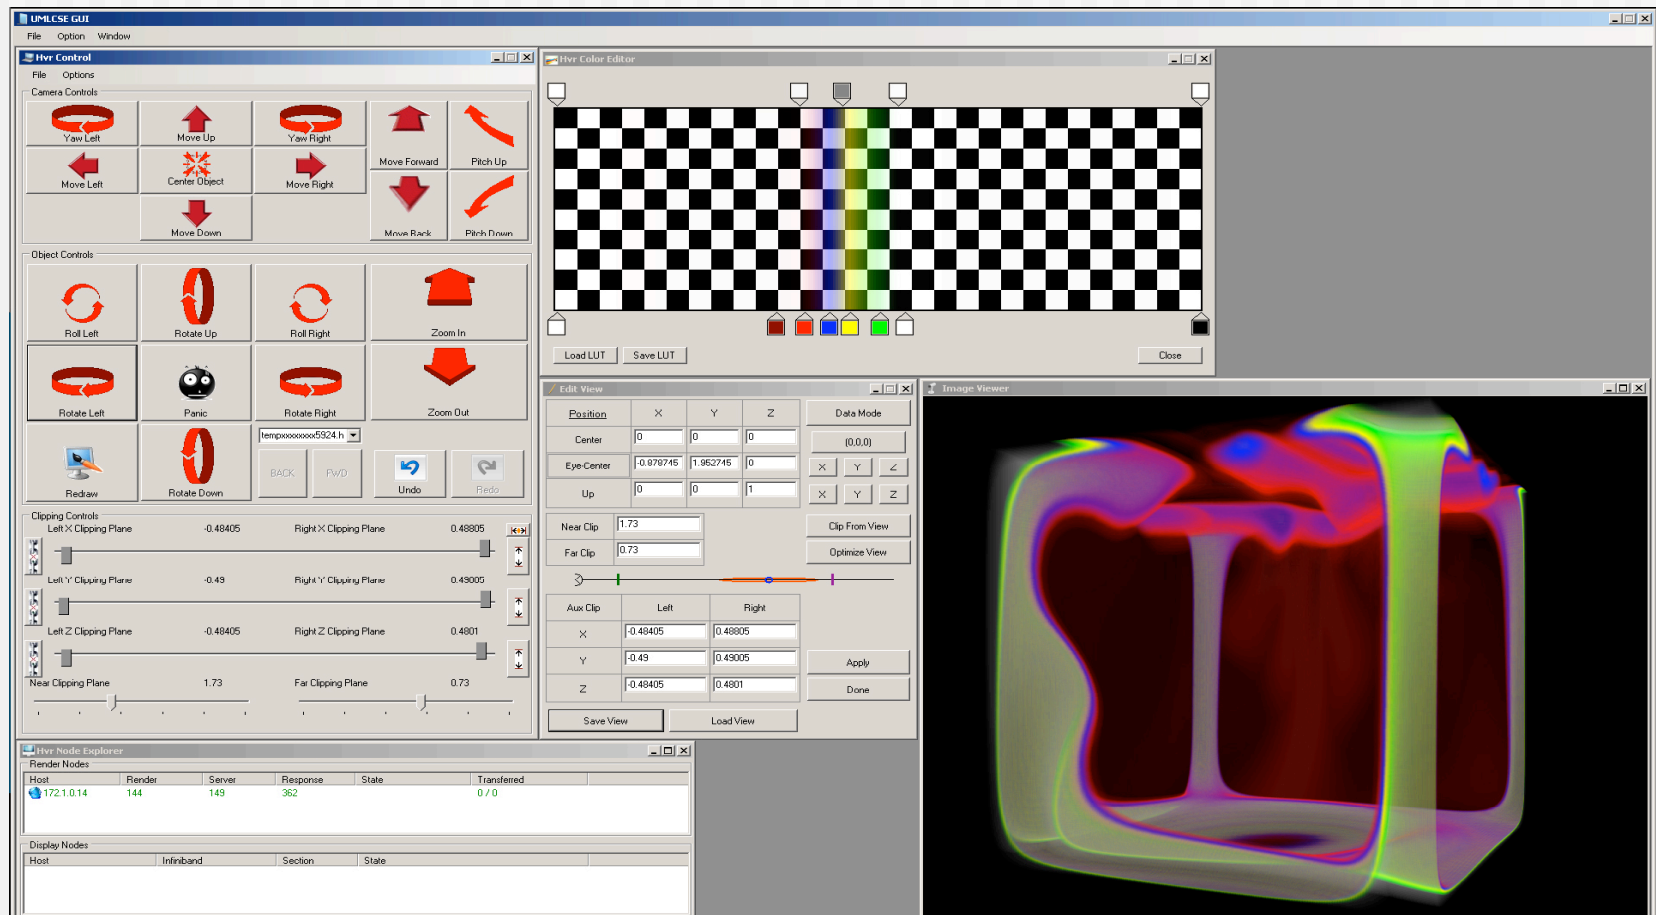 UMLCSE GUI
File Option Window
Hvr Control
File Options
Camera Controls
Yaw Left Move Up Yaw Right
Move Forward Pitch Up
Move Left Center Object Move Right
Move Down Move Back Pitch Down
Object Controls
Roll Left Rotate Up Roll Right Zoom In
Rotate Left Panic Rotate Right Zoom Out
tempxxxxxxxx5924.h
BACK FWD
Redraw Rotate Down Undo Redo
Clipping Controls
Left X Clipping Plane -0.48405 Right X Clipping Plane 0.48805
Left Y Clipping Plane -0.49 Right Y Clipping Plane 0.49005
Left Z Clipping Plane -0.48405 Right Z Clipping Plane 0.4801
Near Clipping Plane 1.73 Far Clipping Plane 0.73
Hvr Color Editor
Load LUT Save LUT Close
Edit View
Position X Y Z Data Mode
Center 0 0 0 (0,0,0)
Eye-Center -0.879745 1.952745 0 X Y Z
Up 0 0 1 X Y Z
Near Clip 1.73 Clip From View
Far Clip 0.73 Optimize View
Aux Clip Left Right
X -0.48405 0.48805
Y -0.49 0.49005 Apply
Z -0.48405 0.4801 Done
Save View Load View
Image Viewer
Hvr Node Explorer
Render Nodes
Host Render Server Response State Transferred
172.1.0.14 144 149 362 0 / 0
Display Nodes
Host Infiniband Section State